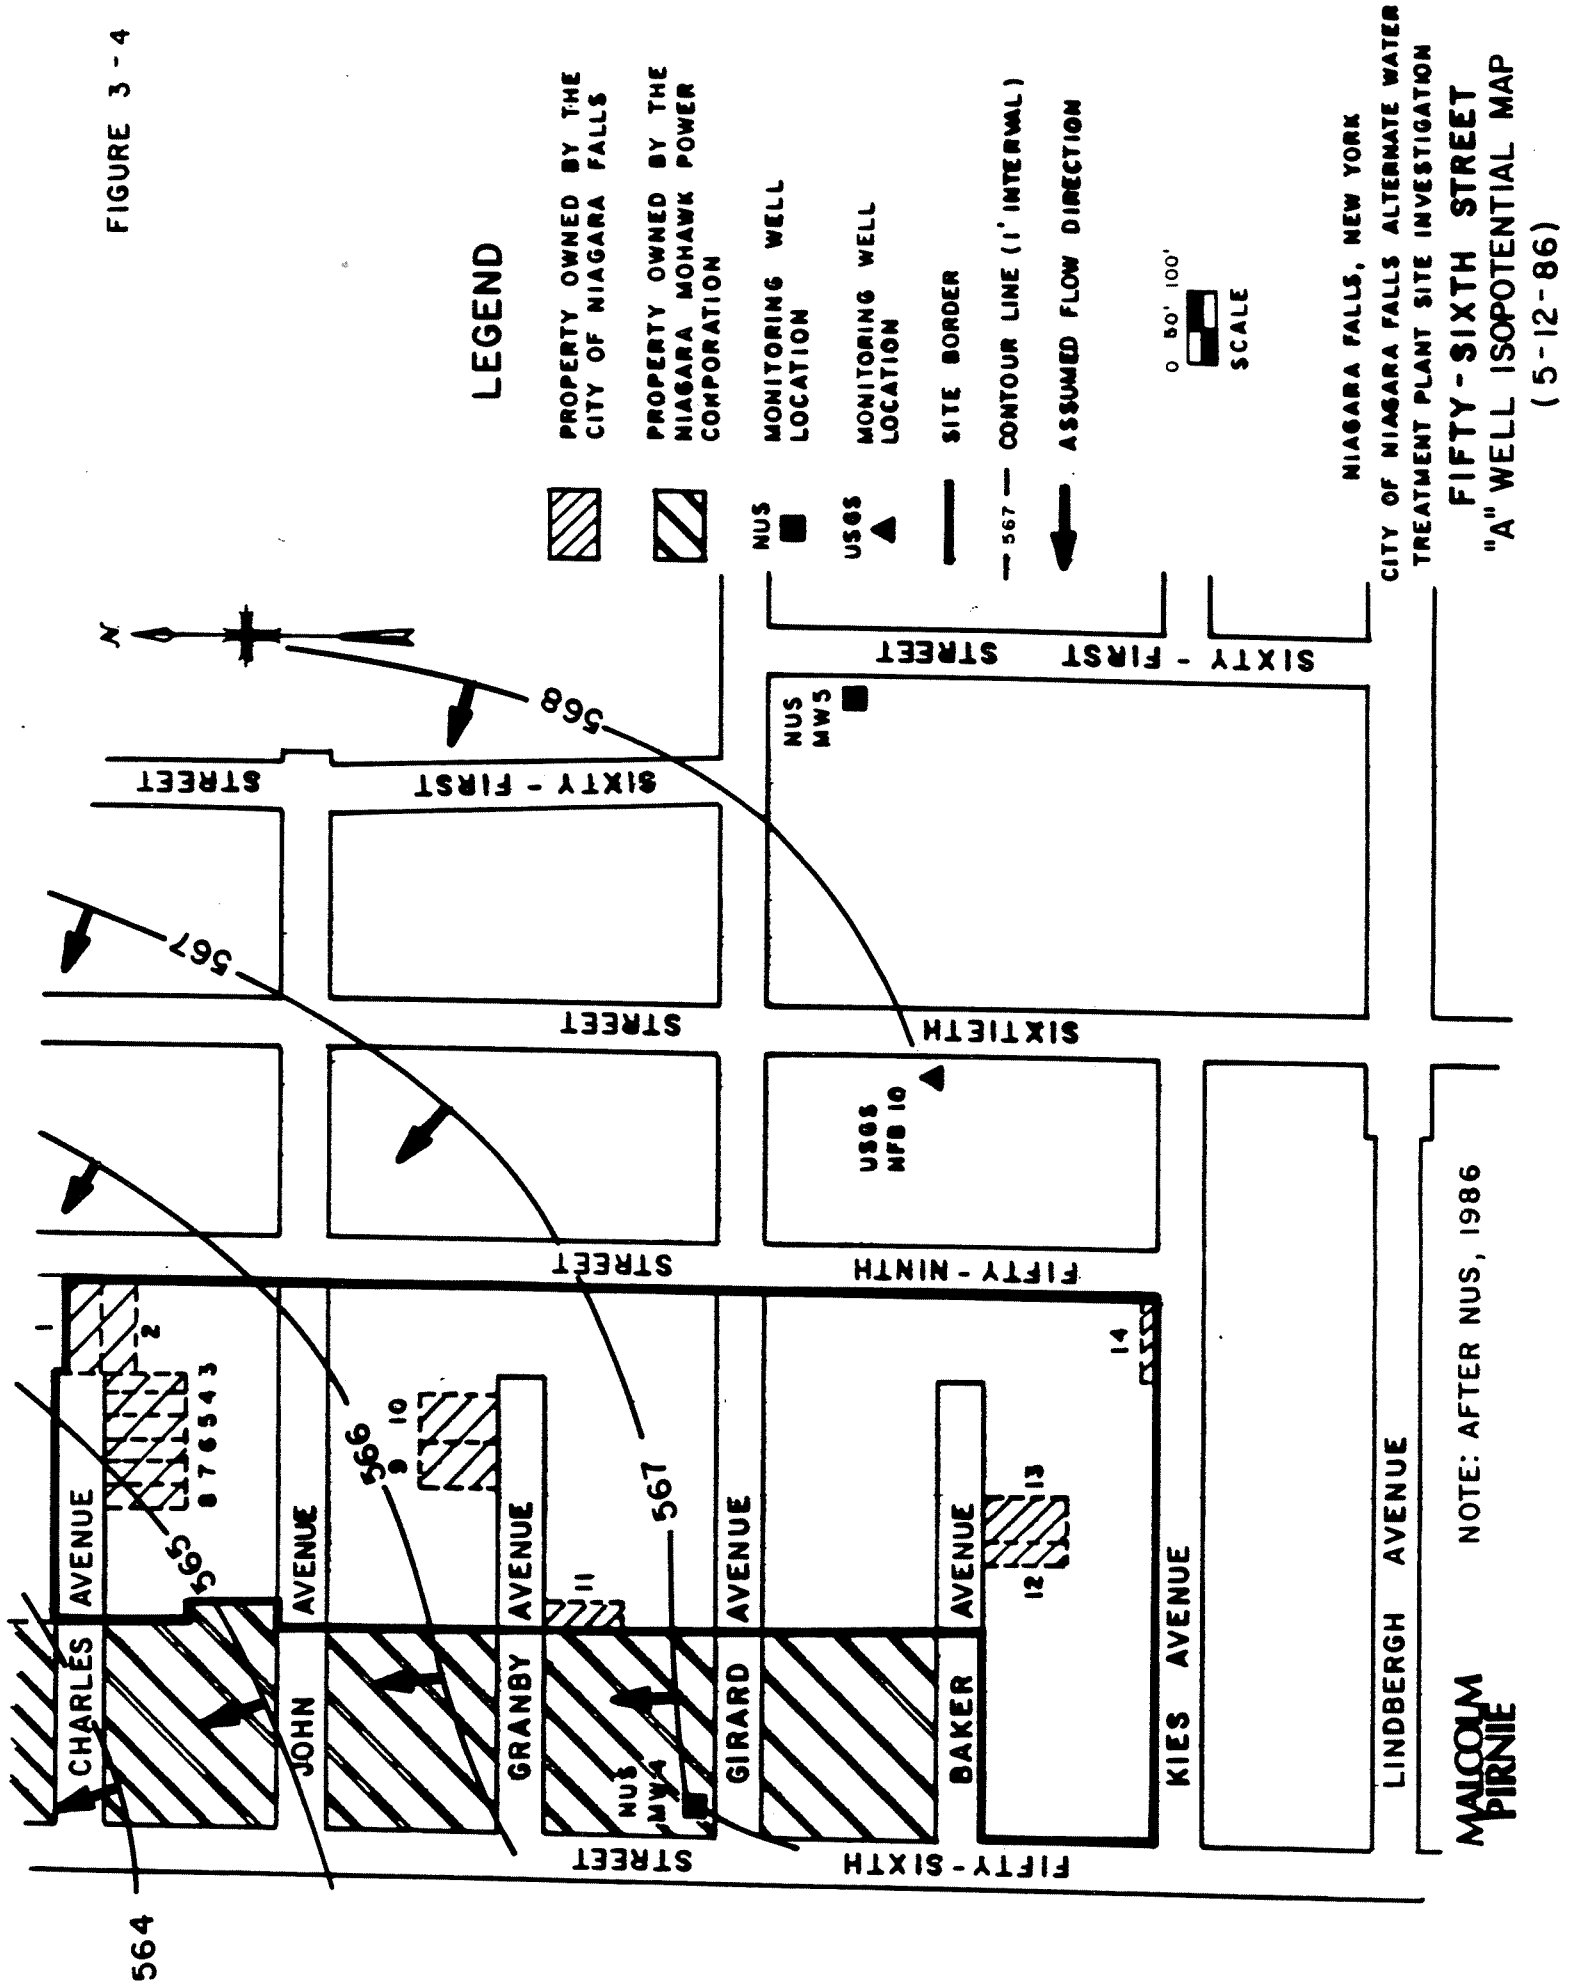 FIGURE 3-4
N
LEGEND
PROPERTY OWNED BY THE
CITY OF NIAGARA FALLS
PROPERTY OWNED BY THE
NIAGARA MOHAWK POWER
CORPORATION
NUS
MONITORING WELL
LOCATION
USGS
MONITORING WELL
LOCATION
SITE BORDER
567
CONTOUR LINE (1' INTERVAL)
ASSUMED FLOW DIRECTION
0 50' 100'
SCALE
564
565
566
567
567
568
CHARLES AVENUE
JOHN AVENUE
GRANBY AVENUE
GIRARD AVENUE
BAKER AVENUE
KIES AVENUE
LINDBERGH AVENUE
FIFTY-SIXTH STREET
FIFTY-NINTH STREET
SIXTIETH STREET
SIXTY-FIRST STREET
STREET
SIXTY-FIRST STREET
1
2
8 7 6 5 4 3
9 10
11
12 13
14
NUS
MW4
USGS
NFB 10
NUS
MW5
MALCOLM
PIRNIE
NOTE: AFTER NUS, 1986
NIAGARA FALLS, NEW YORK
CITY OF NIAGARA FALLS ALTERNATE WATER
TREATMENT PLANT SITE INVESTIGATION
FIFTY-SIXTH STREET
"A" WELL ISOPOTENTIAL MAP
(5-12-86)